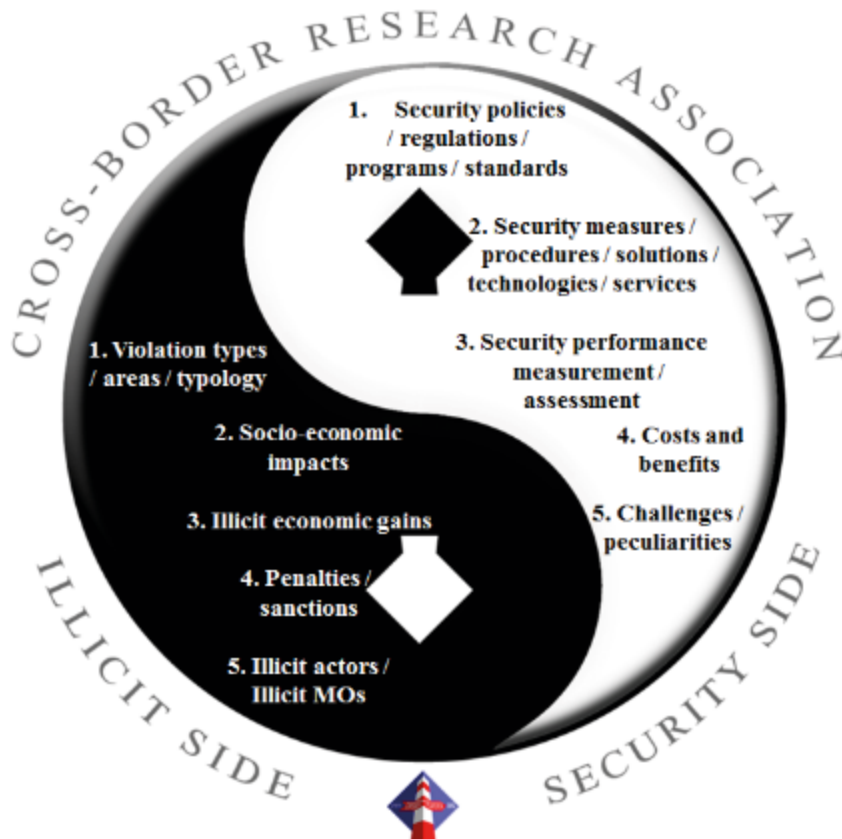 CROSS-BORDER RESEARCH ASSOCIATION
1. Security policies
/ regulations /
programs / standards
2. Security measures /
procedures / solutions /
technologies / services
3. Security performance
measurement /
assessment
4. Costs and
benefits
5. Challenges /
peculiarities
1. Violation types
/ areas / typology
2. Socio-economic
impacts
3. Illicit economic gains
4. Penalties /
sanctions
5. Illicit actors /
Illicit MOs
ILLICIT SIDE
SECURITY SIDE